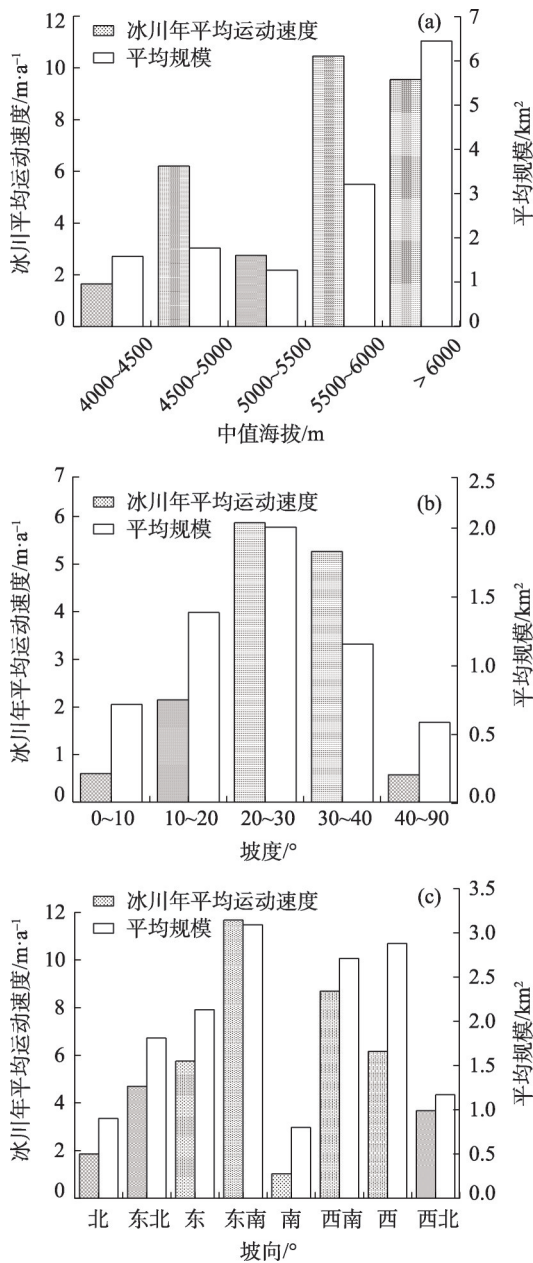 (a)
冰川年平均运动速度
平均规模
12
10
8
6
4
2
0
冰川平均运动速度/m·a⁻¹
7
6
5
4
3
2
1
0
平均规模/km²
4000~4500
4500~5000
5000~5500
5500~6000
> 6000
中值海拔/m
(b)
冰川年平均运动速度
平均规模
7
6
5
4
3
2
1
0
冰川年平均运动速度/m·a⁻¹
2.5
2.0
1.5
1.0
0.5
0.0
平均规模/km²
0~10
10~20
20~30
30~40
40~90
坡度/°
(c)
冰川年平均运动速度
平均规模
12
10
8
6
4
2
0
冰川年平均运动速度/m·a⁻¹
3.5
3.0
2.5
2.0
1.5
1.0
0.5
0.0
平均规模/km²
北
东北
东
东南
南
西南
西
西北
坡向/°